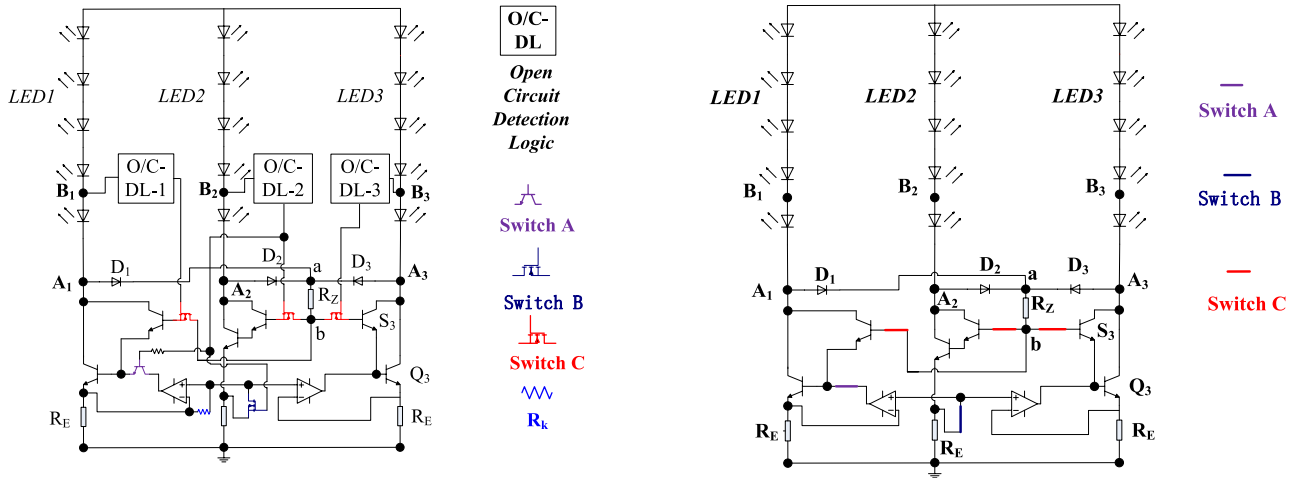 LED1
LED2
LED3
O/C-
DL-1
O/C-
DL-2
O/C-
DL-3
B1
B2
B3
D1
D2
D3
a
A1
A2
A3
RZ
b
S3
Q3
RE
RE
O/C-
DL
Open
Circuit
Detection
Logic
Switch A
Switch B
Switch C
Rk
LED1
LED2
LED3
B1
B2
B3
D1
D2
D3
a
A1
A2
A3
RZ
b
S3
Q3
RE
RE
RE
Switch A
Switch B
Switch C